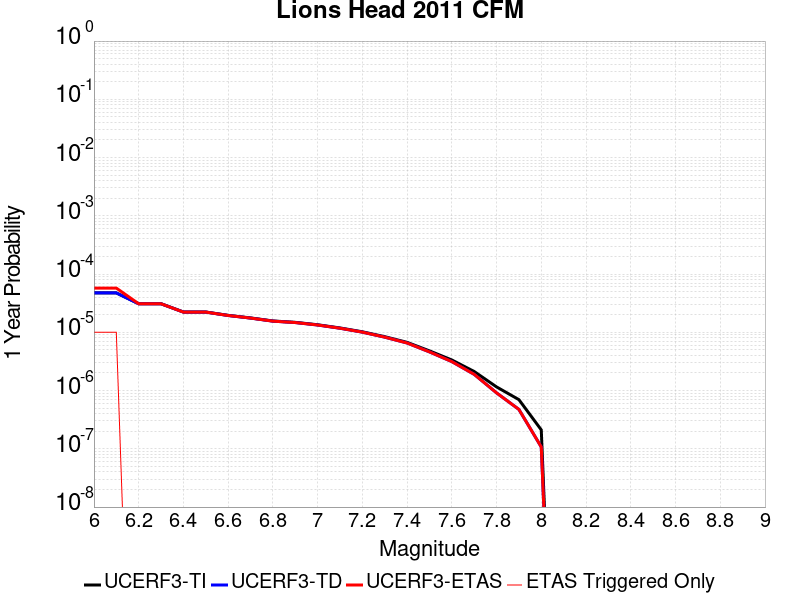 Lions Head 2011 CFM
1 Year Probability
10^0
10^-1
10^-2
10^-3
10^-4
10^-5
10^-6
10^-7
10^-8
6 6.2 6.4 6.6 6.8 7 7.2 7.4 7.6 7.8 8 8.2 8.4 8.6 8.8 9
Magnitude
UCERF3-TI UCERF3-TD UCERF3-ETAS ETAS Triggered Only